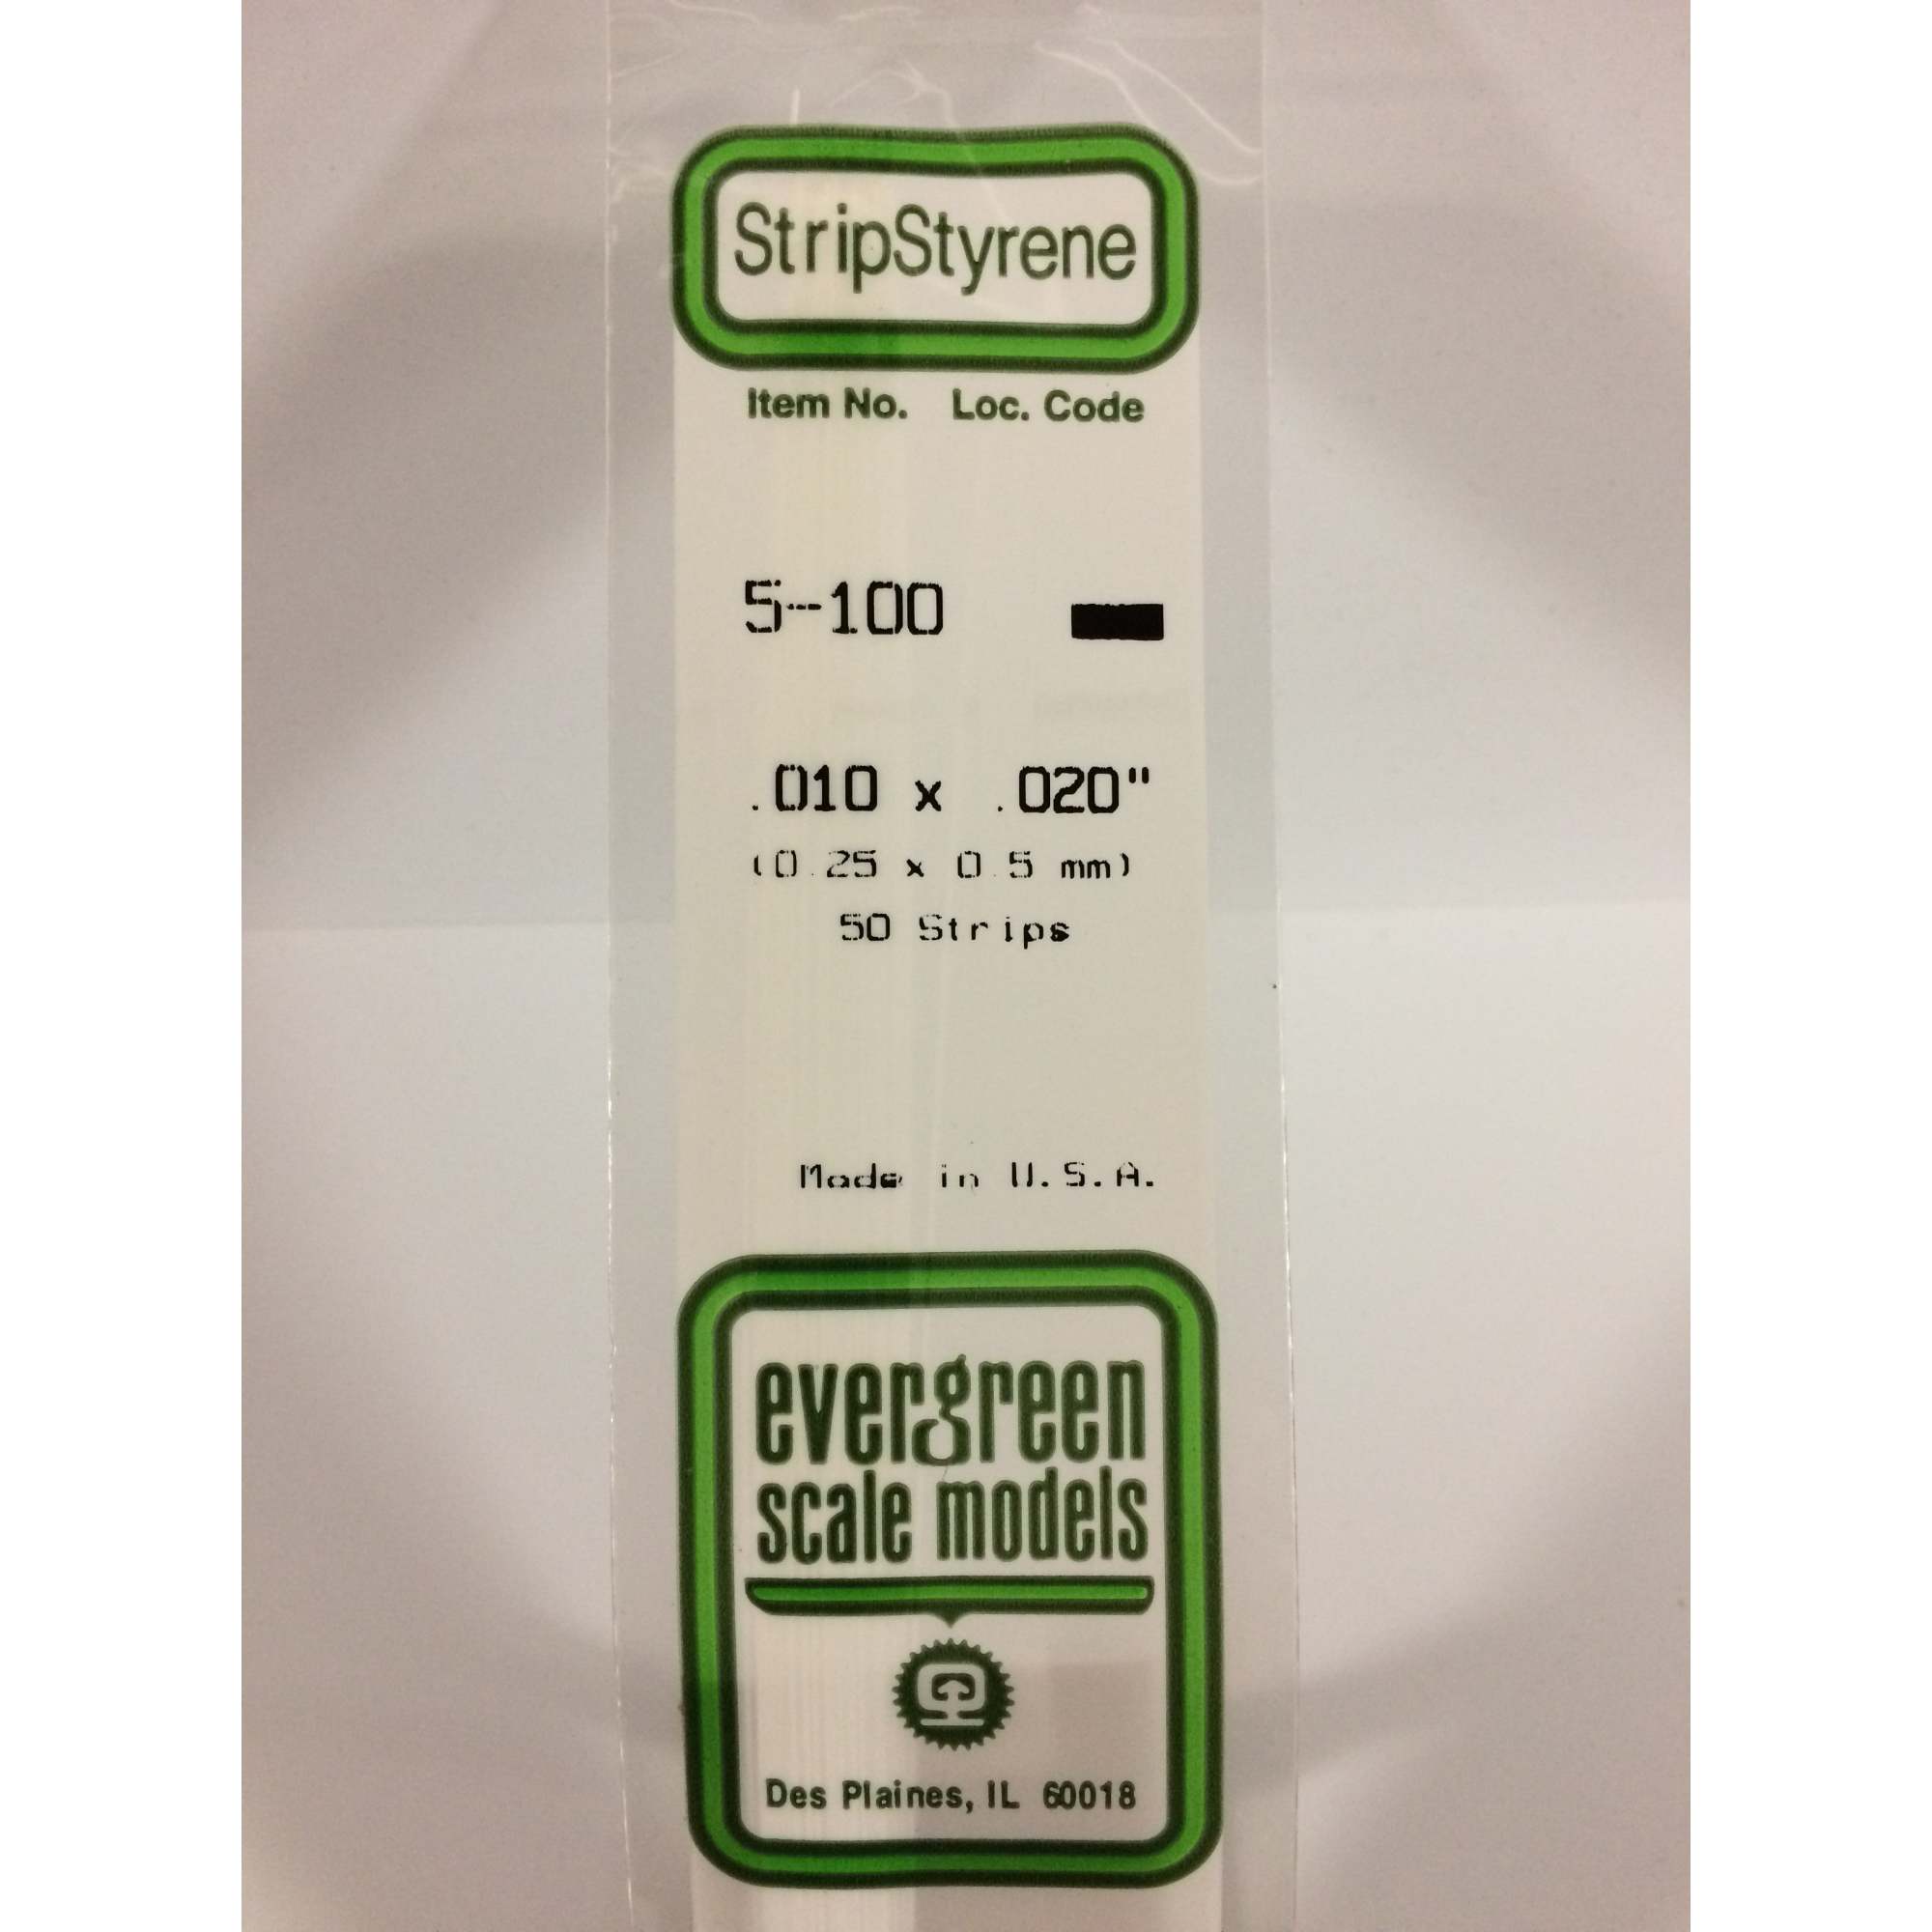 StripStyrene
Item No. Loc. Code
5-100
.010 x .020"
(0.25 x 0.5 mm)
50 Strips
Made in U.S.A.
evergreen
scale models
Des Plaines, IL 60018